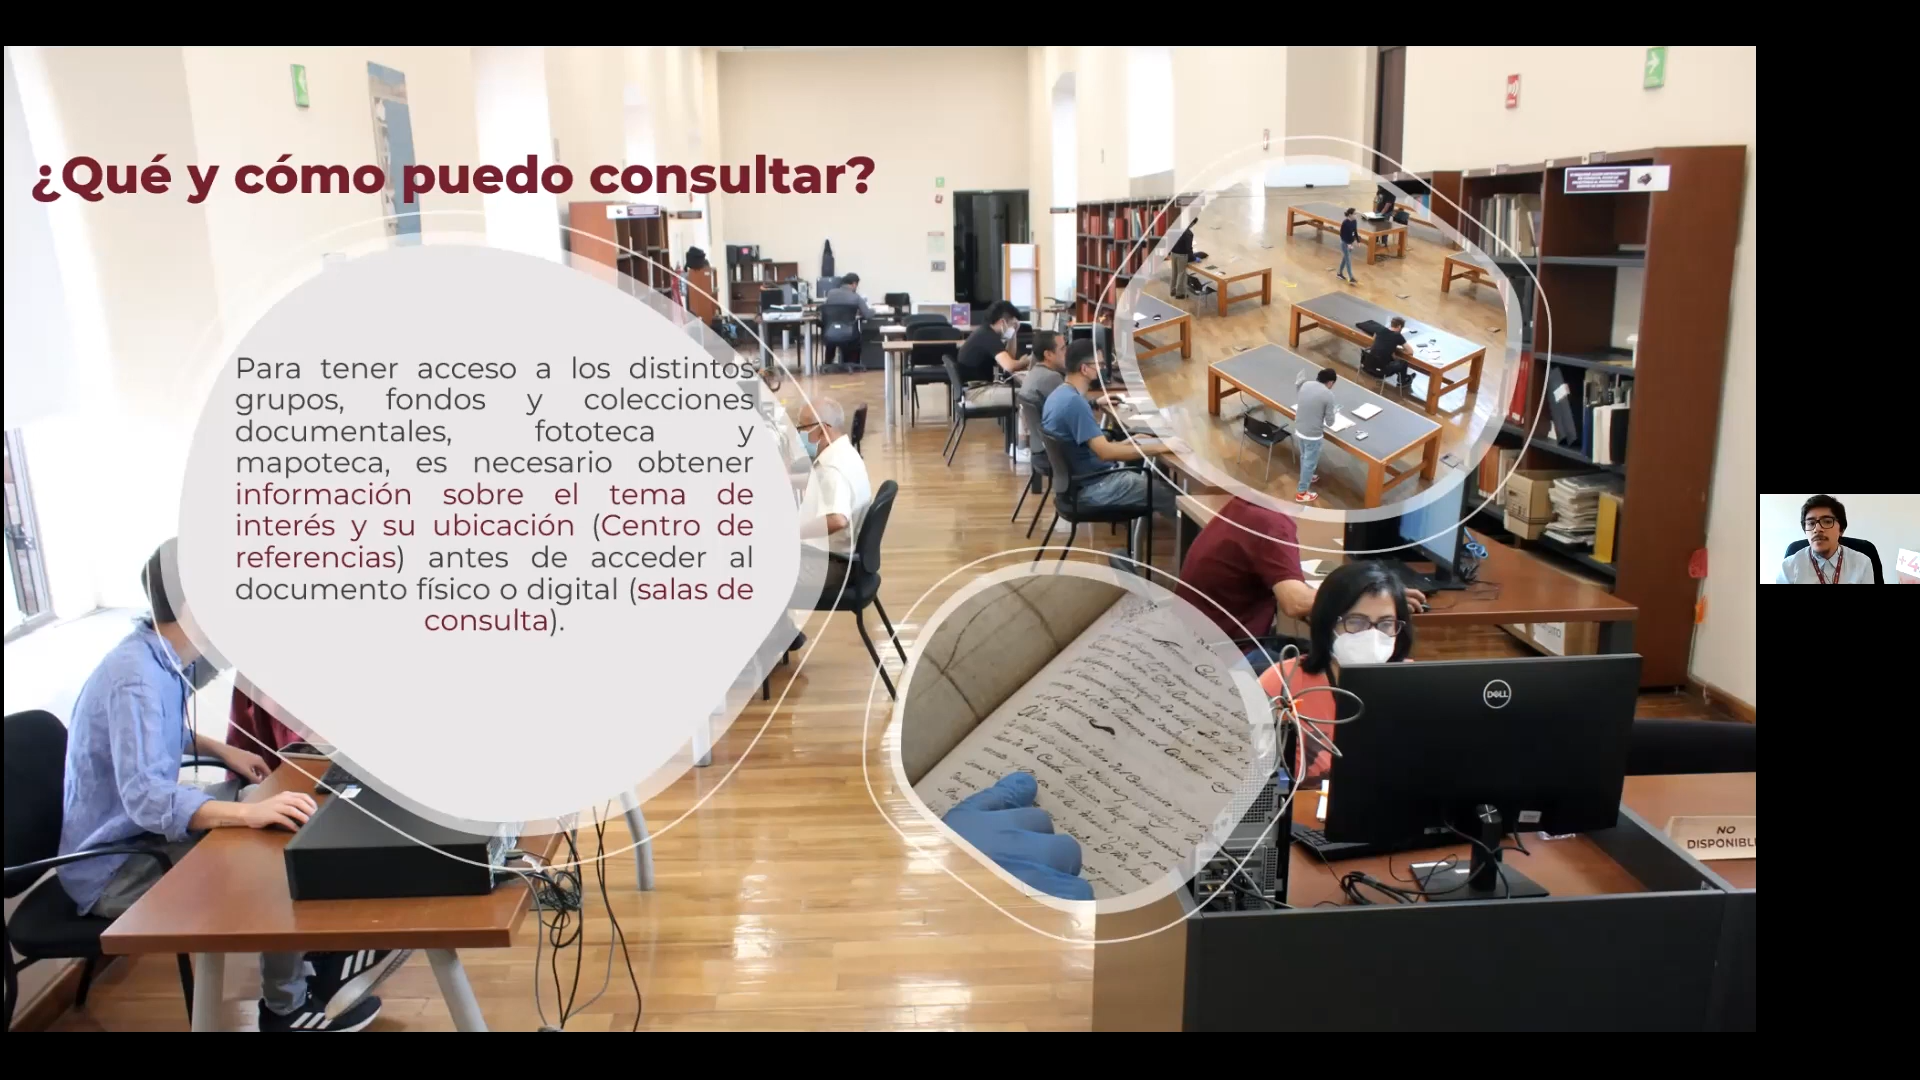 ¿Qué y cómo puedo consultar?
Para tener acceso a los distintos
grupos, fondos y colecciones
documentales, fototeca y
mapoteca, es necesario obtener
información sobre el tema de
interés y su ubicación (Centro de
referencias) antes de acceder al
documento físico o digital (salas de
consulta).
DELL
NO
DISPONIBL